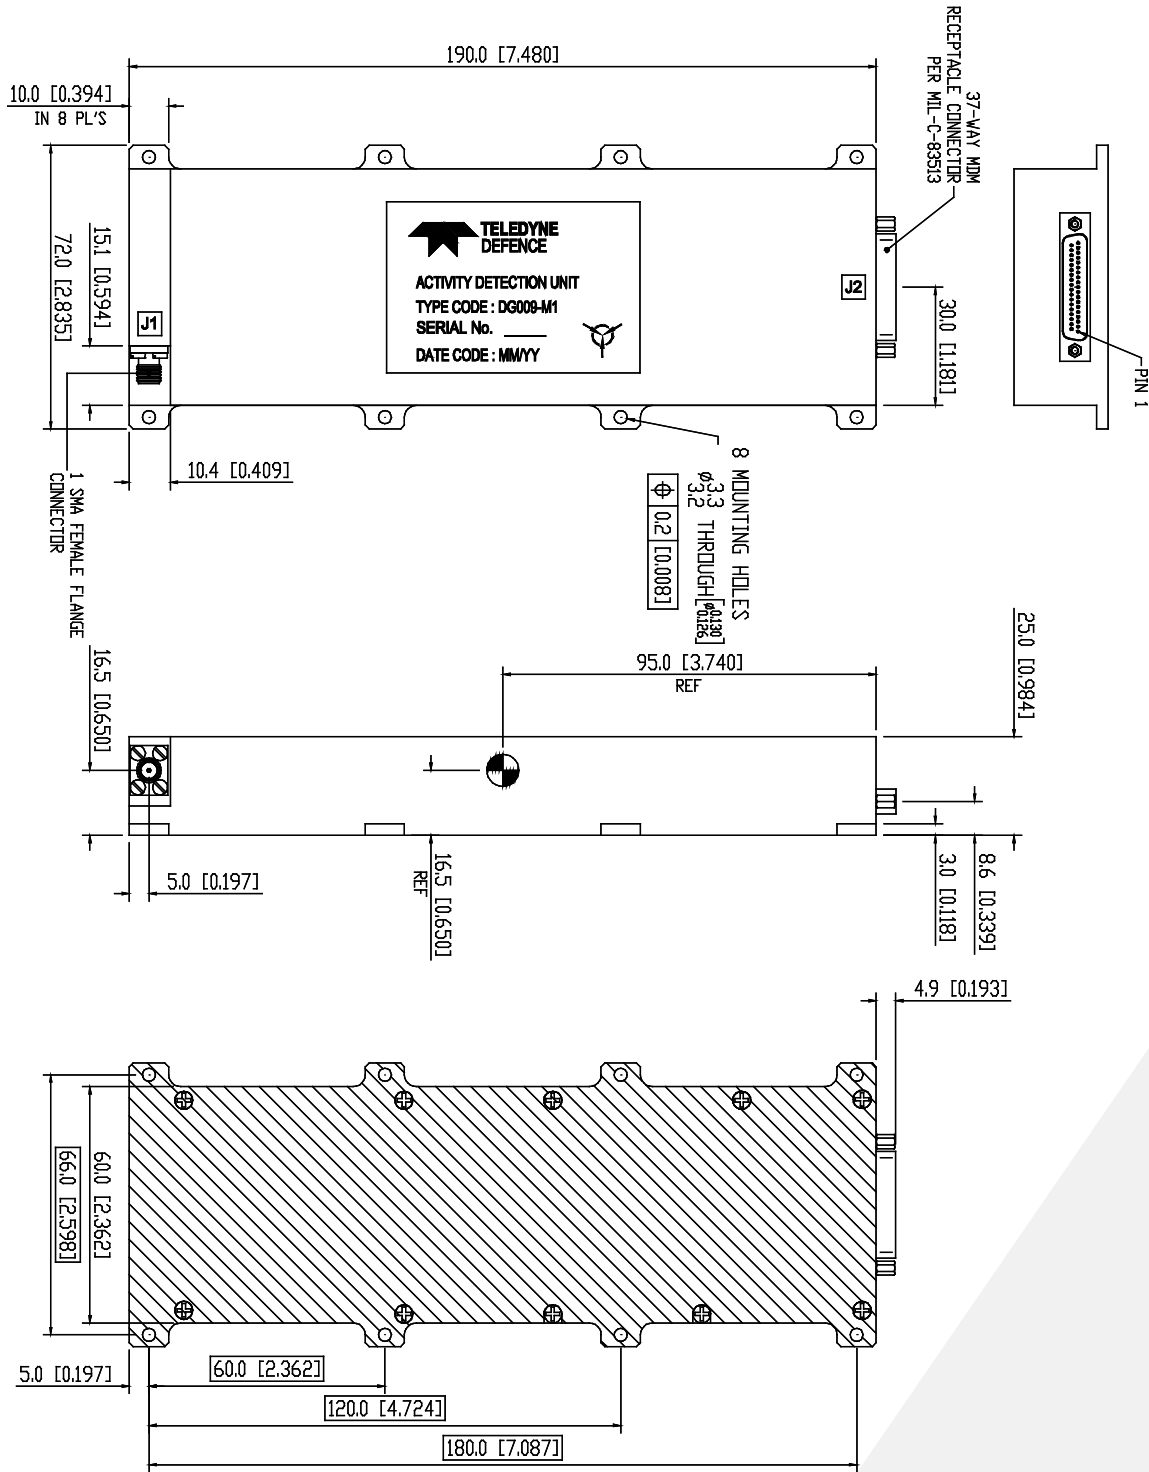 190.0 [7.480]
10.0 [0.394]
IN 8 PL'S
37-WAY MDM
RECEPTACLE CONNECTOR
PER MIL-C-83513
PIN 1
TELEDYNE
DEFENCE
ACTIVITY DETECTION UNIT
TYPE CODE : DG009-M1
SERIAL No. ______
DATE CODE : MM/YY
J1
J2
15.1 [0.594]
72.0 [2.835]
30.0 [1.181]
10.4 [0.409]
1 SMA FEMALE FLANGE
CONNECTOR
8 MOUNTING HOLES
ø3.3
3.2 THROUGH [ø0.130
ø0.126]
⌖ 0.2 [0.008]
95.0 [3.740]
REF
25.0 [0.984]
16.5 [0.650]
5.0 [0.197]
16.5 [0.650]
REF
8.6 [0.339]
3.0 [0.118]
4.9 [0.193]
60.0 [2.362]
66.0 [2.598]
5.0 [0.197]
60.0 [2.362]
120.0 [4.724]
180.0 [7.087]